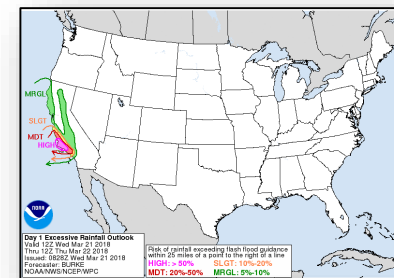 MRGL
SLGT
MDT
HIGH
noaa
Day 1 Excessive Rainfall Outlook
Valid 12Z Wed Mar 21 2018
Thru 12Z Thu Mar 22 2018
Issued: 0828Z Wed Mar 21 2018
Forecaster: BURKE
NOAA/NWS/NCEP/WPC
Risk of rainfall exceeding flash flood guidance
within 25 miles of a point to the right of a line
HIGH: > 50% SLGT: 10%-20%
MDT: 20%-50% MRGL: 5%-10%